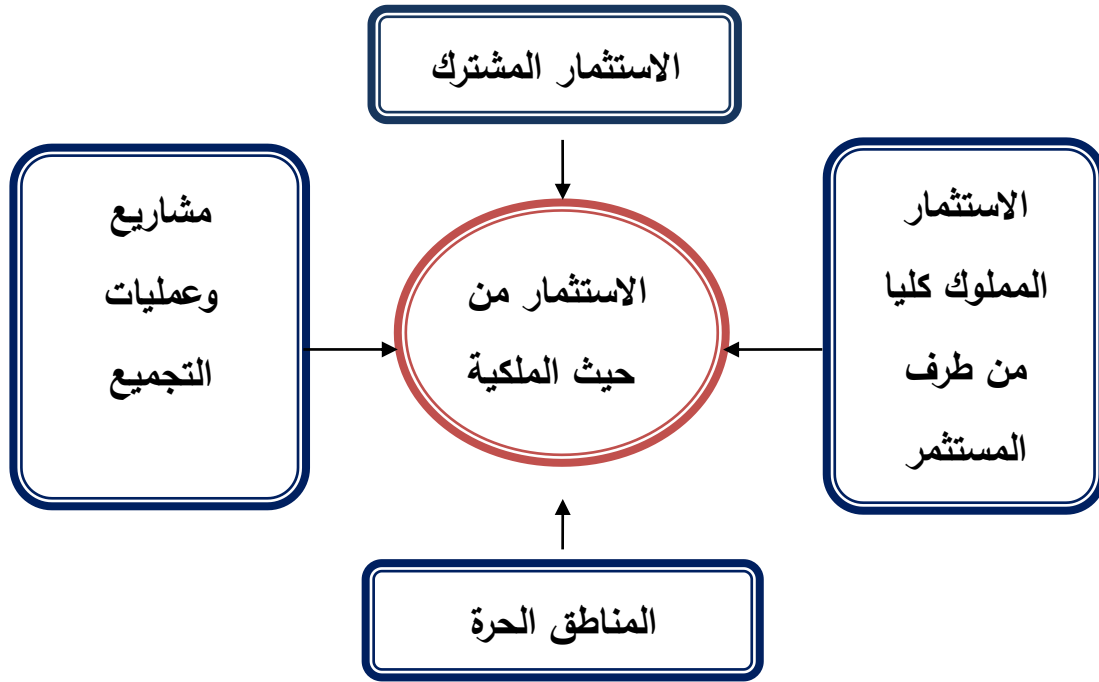 الاستثمار المشترك
الاستثمار
المملوك كليا
من طرف
المستثمر
الاستثمار من
حيث الملكية
مشاريع
وعمليات
التجميع
المناطق الحرة